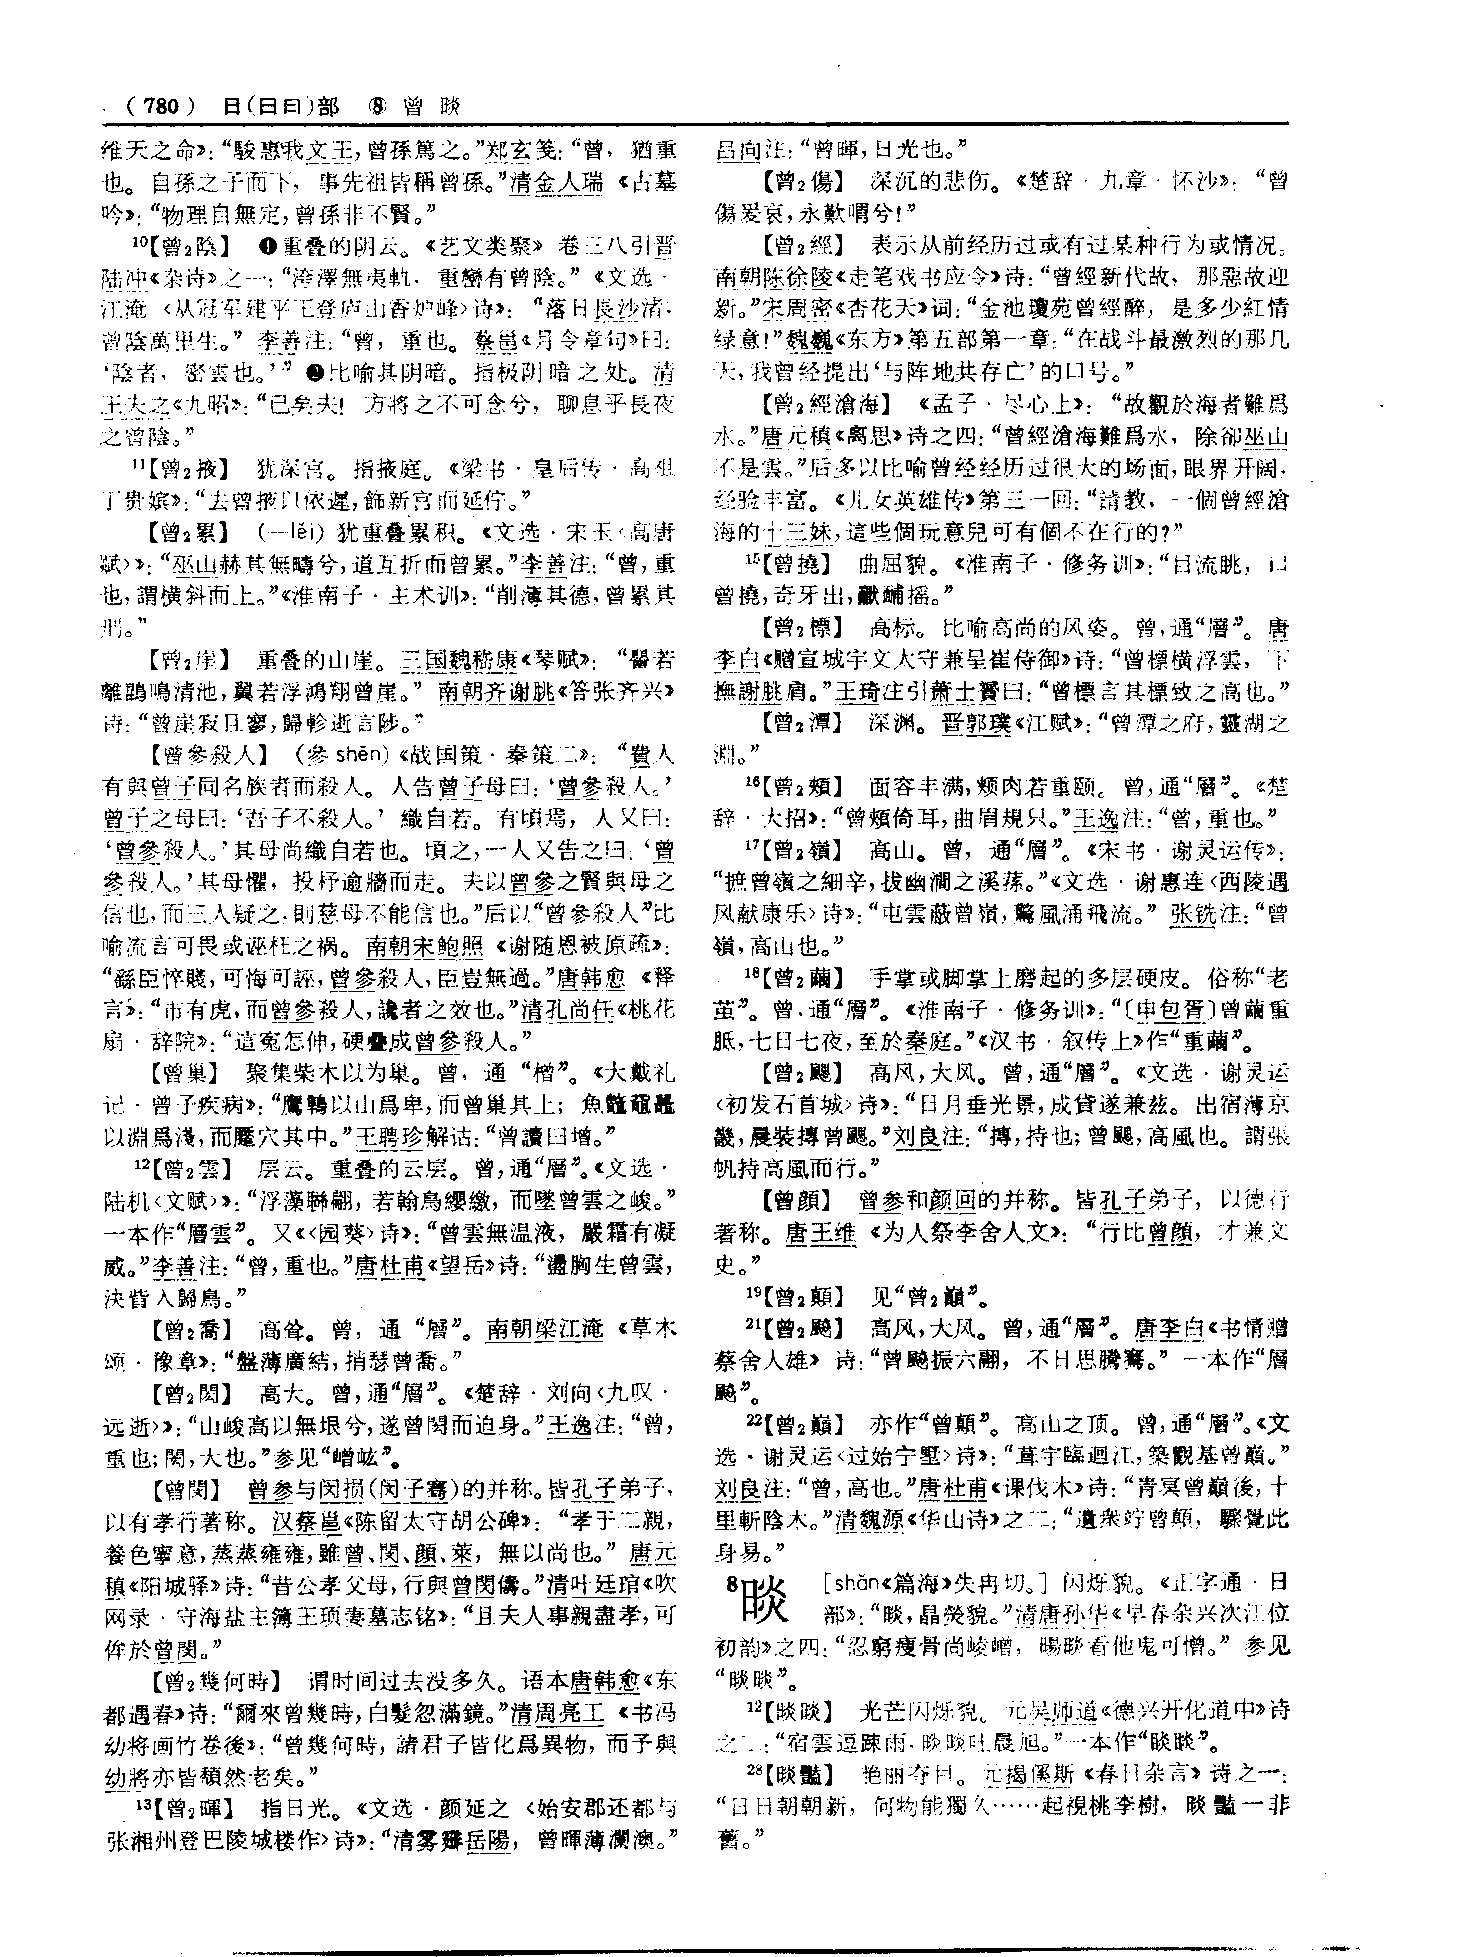 （780） 日(日曰)部 ⑧ 曾 晱
维天之命》：“駿惠我文王，曾孫篤之。”郑玄笺：“曾，猶重
也。自孫之子而下，事先祖皆稱曾孫。”清金人瑞《古墓
吟》：“物理自無定，曾孫非不賢。”
10【曾₂陰】 ❶重叠的阴云。《艺文类聚》卷三八引晋
陆冲《杂诗》之一：“洿澤無夷軌，重巒有曾陰。”《文选·
江淹〈从冠军建平王登庐山香炉峰〉诗》：“落日長沙渚，
曾陰萬里生。”李善注：“曾，重也。蔡邕《月令章句》曰：
‘陰者，密雲也。’” ❷比喻其阴暗。指极阴暗之处。清
王夫之《九昭》：“已矣夫！方將之不可念兮，聊息乎長夜
之曾陰。”
11【曾₂掖】 犹深宫。指掖庭。《梁书·皇后传·高祖
丁贵嫔》：“去曾掖以依遲，飾新宮而延佇。”
【曾₂累】 (—lěi) 犹重叠累积。《文选·宋玉〈高唐
赋〉》：“巫山赫其無疇兮，道互折而曾累。”李善注：“曾，重
也，謂橫斜而上。”《淮南子·主术训》：“削薄其德，曾累其
刑。”
【曾₂崖】 重叠的山崖。三国魏嵇康《琴赋》：“嚶若
離鵾鳴清池，翼若浮鴻翔曾崖。”南朝齐谢朓《答张齐兴》
诗：“曾崖寂且寥，歸軫逝言陟。”
【曾參殺人】 (參 shēn)《战国策·秦策二》：“費人
有與曾子同名族者而殺人。人告曾子母曰：‘曾參殺人。’
曾子之母曰：‘吾子不殺人。’織自若。有頃焉，人又曰：
‘曾參殺人。’其母尚織自若也。頃之，一人又告之曰：‘曾
參殺人。’其母懼，投杼逾牆而走。夫以曾參之賢與母之
信也，而三人疑之，則慈母不能信也。”后以“曾參殺人”比
喻流言可畏或诬枉之祸。南朝宋鲍照《谢随恩被原疏》：
“繇臣悴賤，可侮可誣，曾參殺人，臣豈無過。”唐韩愈《释
言》：“市有虎，而曾參殺人，讒者之效也。”清孔尚任《桃花
扇·辞院》：“這冤怎伸，硬疊成曾參殺人。”
【曾巢】 聚集柴木以为巢。曾，通“橧”。《大戴礼
记·曾子疾病》：“鷹鶽以山爲卑，而曾巢其上；魚鼈黿鼉
以淵爲淺，而蹷穴其中。”王聘珍解诂：“曾讀曰增。”
12【曾₂雲】 层云。重叠的云层。曾，通“層”。《文选·
陆机〈文赋〉》：“浮藻聯翩，若翰鳥纓繳，而墜曾雲之峻。”
一本作“層雲”。又《〈园葵〉诗》：“曾雲無温液，嚴霜有凝
威。”李善注：“曾，重也。”唐杜甫《望岳》诗：“盪胸生曾雲，
決眥入歸鳥。”
【曾₂喬】 高耸。曾，通“層”。南朝梁江淹《草木
颂·豫章》：“盤薄廣結，捎瑟曾喬。”
【曾₂閎】 高大。曾，通“層”。《楚辞·刘向〈九叹·
远逝〉》：“山峻高以無垠兮，遂曾閎而迫身。”王逸注：“曾，
重也；閎，大也。”参见“嶒竑”。
【曾閔】 曾参与闵损(闵子骞)的并称。皆孔子弟子，
以有孝行著称。汉蔡邕《陈留太守胡公碑》：“孝于二親，
養色寧意，蒸蒸雍雍，雖曾、閔、顔、萊，無以尚也。”唐元
稹《阳城驿》诗：“昔公孝父母，行與曾閔儔。”清叶廷琯《吹
网录·守海盐主簿王顼妻墓志铭》：“且夫人事親盡孝，可
侔於曾閔。”
【曾₂幾何時】 谓时间过去没多久。语本唐韩愈《东
都遇春》诗：“爾來曾幾時，白髮忽滿鏡。”清周亮工《书冯
幼将画竹卷後》：“曾幾何時，諸君子皆化爲異物，而予與
幼將亦皆頹然老矣。”
13【曾₂暉】 指日光。《文选·颜延之〈始安郡还都与
张湘州登巴陵城楼作〉诗》：“清雰霽岳陽，曾暉薄瀾澳。”
吕向注：“曾暉，日光也。”
【曾₂傷】 深沉的悲伤。《楚辞·九章·怀沙》：“曾
傷爰哀，永歎喟兮！”
【曾₂經】 表示从前经历过或有过某种行为或情况。
南朝陈徐陵《走笔戏书应令》诗：“曾經新代故，那惡故迎
新。”宋周密《杏花天》词：“金池瓊苑曾經醉，是多少紅情
绿意！”魏巍《东方》第五部第一章：“在战斗最激烈的那几
天，我曾经提出‘与阵地共存亡’的口号。”
【曾₂經滄海】 《孟子·尽心上》：“故觀於海者難爲
水。”唐元稹《离思》诗之四：“曾經滄海難爲水，除卻巫山
不是雲。”后多以比喻曾经经历过很大的场面，眼界开阔，
经验丰富。《儿女英雄传》第三一回：“請教，一個曾經滄
海的十三妹，這些個玩意兒可有個不在行的？”
15【曾撓】 曲屈貌。《淮南子·修务训》：“目流眺，口
曾撓，奇牙出，靨䩉摇。”
【曾₂標】 高标。比喻高尚的风姿。曾，通“層”。唐
李白《赠宣城宇文太守兼呈崔侍御》诗：“曾標橫浮雲，下
撫謝朓肩。”王琦注引萧士贇曰：“曾標言其標致之高也。”
【曾₂潭】 深渊。晋郭璞《江赋》：“曾潭之府，靈湖之
淵。”
16【曾₂頰】 面容丰满，颊肉若重颐。曾，通“層”。《楚
辞·大招》：“曾頰倚耳，曲眉規只。”王逸注：“曾，重也。”
17【曾₂嶺】 高山。曾，通“層”。《宋书·谢灵运传》：
“摭曾嶺之細辛，拔幽澗之溪蓀。”《文选·谢惠连〈西陵遇
风献康乐〉诗》：“屯雲蔽曾嶺，驚風涌飛流。”张铣注：“曾
嶺，高山也。”
18【曾₂繭】 手掌或脚掌上磨起的多层硬皮。俗称“老
茧”。曾，通“層”。《淮南子·修务训》：“〔申包胥〕曾繭重
胝，七日七夜，至於秦庭。”《汉书·叙传上》作“重繭”。
【曾₂飔】 高风，大风。曾，通“層”。《文选·谢灵运
〈初发石首城〉诗》：“日月垂光景，成貸遂兼兹。出宿薄京
畿，晨裝摶曾飔。”刘良注：“摶，持也；曾飔，高風也。謂張
帆持高風而行。”
【曾顔】 曾参和颜回的并称。皆孔子弟子，以德行
著称。唐王维《为人祭李舍人文》：“行比曾顔，才兼文
史。”
19【曾₂顛】 见“曾₂巔”。
21【曾₂飈】 高风，大风。曾，通“層”。唐李白《书情赠
蔡舍人雄》诗：“曾飈振六翮，不日思騰騫。”一本作“層
飈”。
22【曾₂巔】 亦作“曾顛”。高山之顶。曾，通“層”。《文
选·谢灵运〈过始宁墅〉诗》：“葺宇臨迴江，築觀基曾巔。”
刘良注：“曾，高也。”唐杜甫《课伐木》诗：“青冥曾巔後，十
里斬陰木。”清魏源《华山诗》之二：“遺衆竚曾顛，驟覺此
身易。”
8晱 ［shǎn《篇海》失冉切。］闪烁貌。《正字通·日
部》：“晱，晶熒貌。”清唐孙华《早春杂兴次江位
初韵》之四：“忍窮瘦骨尚崚嶒，暘晱看他鬼可憎。”参见
“晱晱”。
12【晱晱】 光芒闪烁貌。元吴师道《德兴开化道中》诗
之二：“宿雲逗疎雨，晱晱吐晨旭。”一本作“睒睒”。
28【晱豔】 艳丽夺目。元揭傒斯《春日杂言》诗之一：
“日日朝朝新，何物能獨久……起視桃李樹，晱豔一非
舊。”